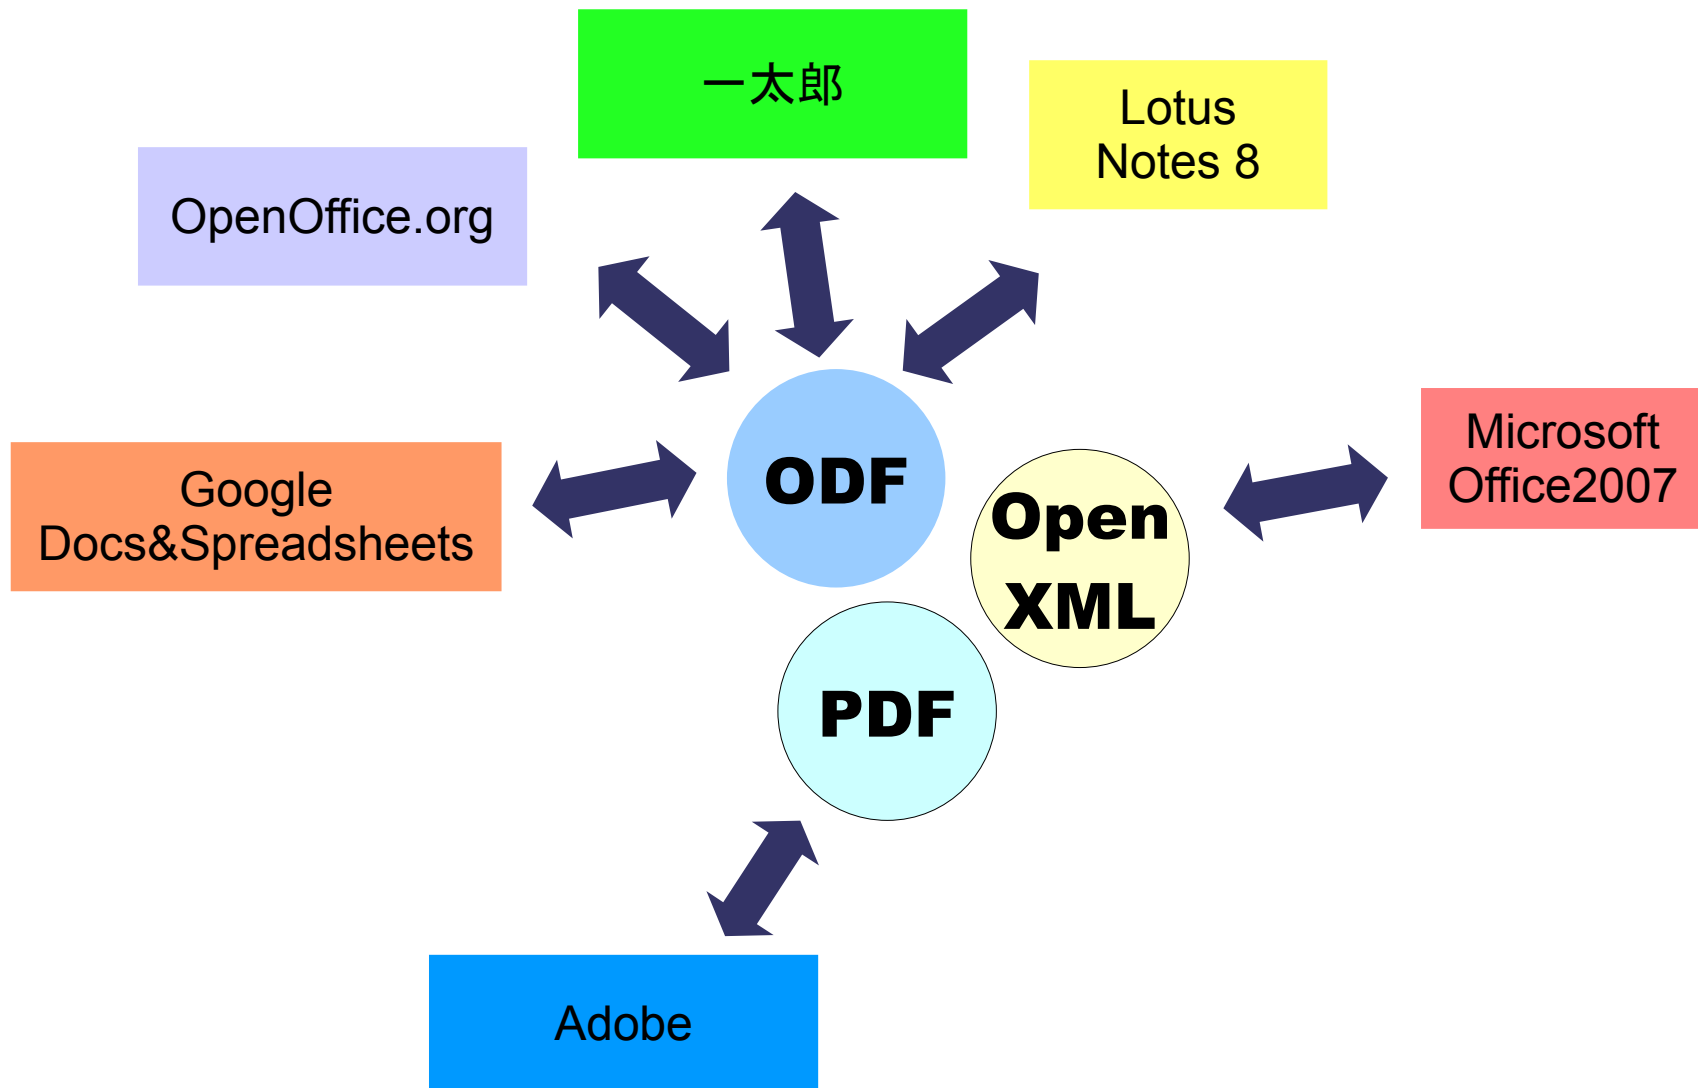 一太郎
Lotus
Notes 8
OpenOffice.org
Microsoft
Office2007
Google
Docs&Spreadsheets
ODF
Open
XML
PDF
Adobe